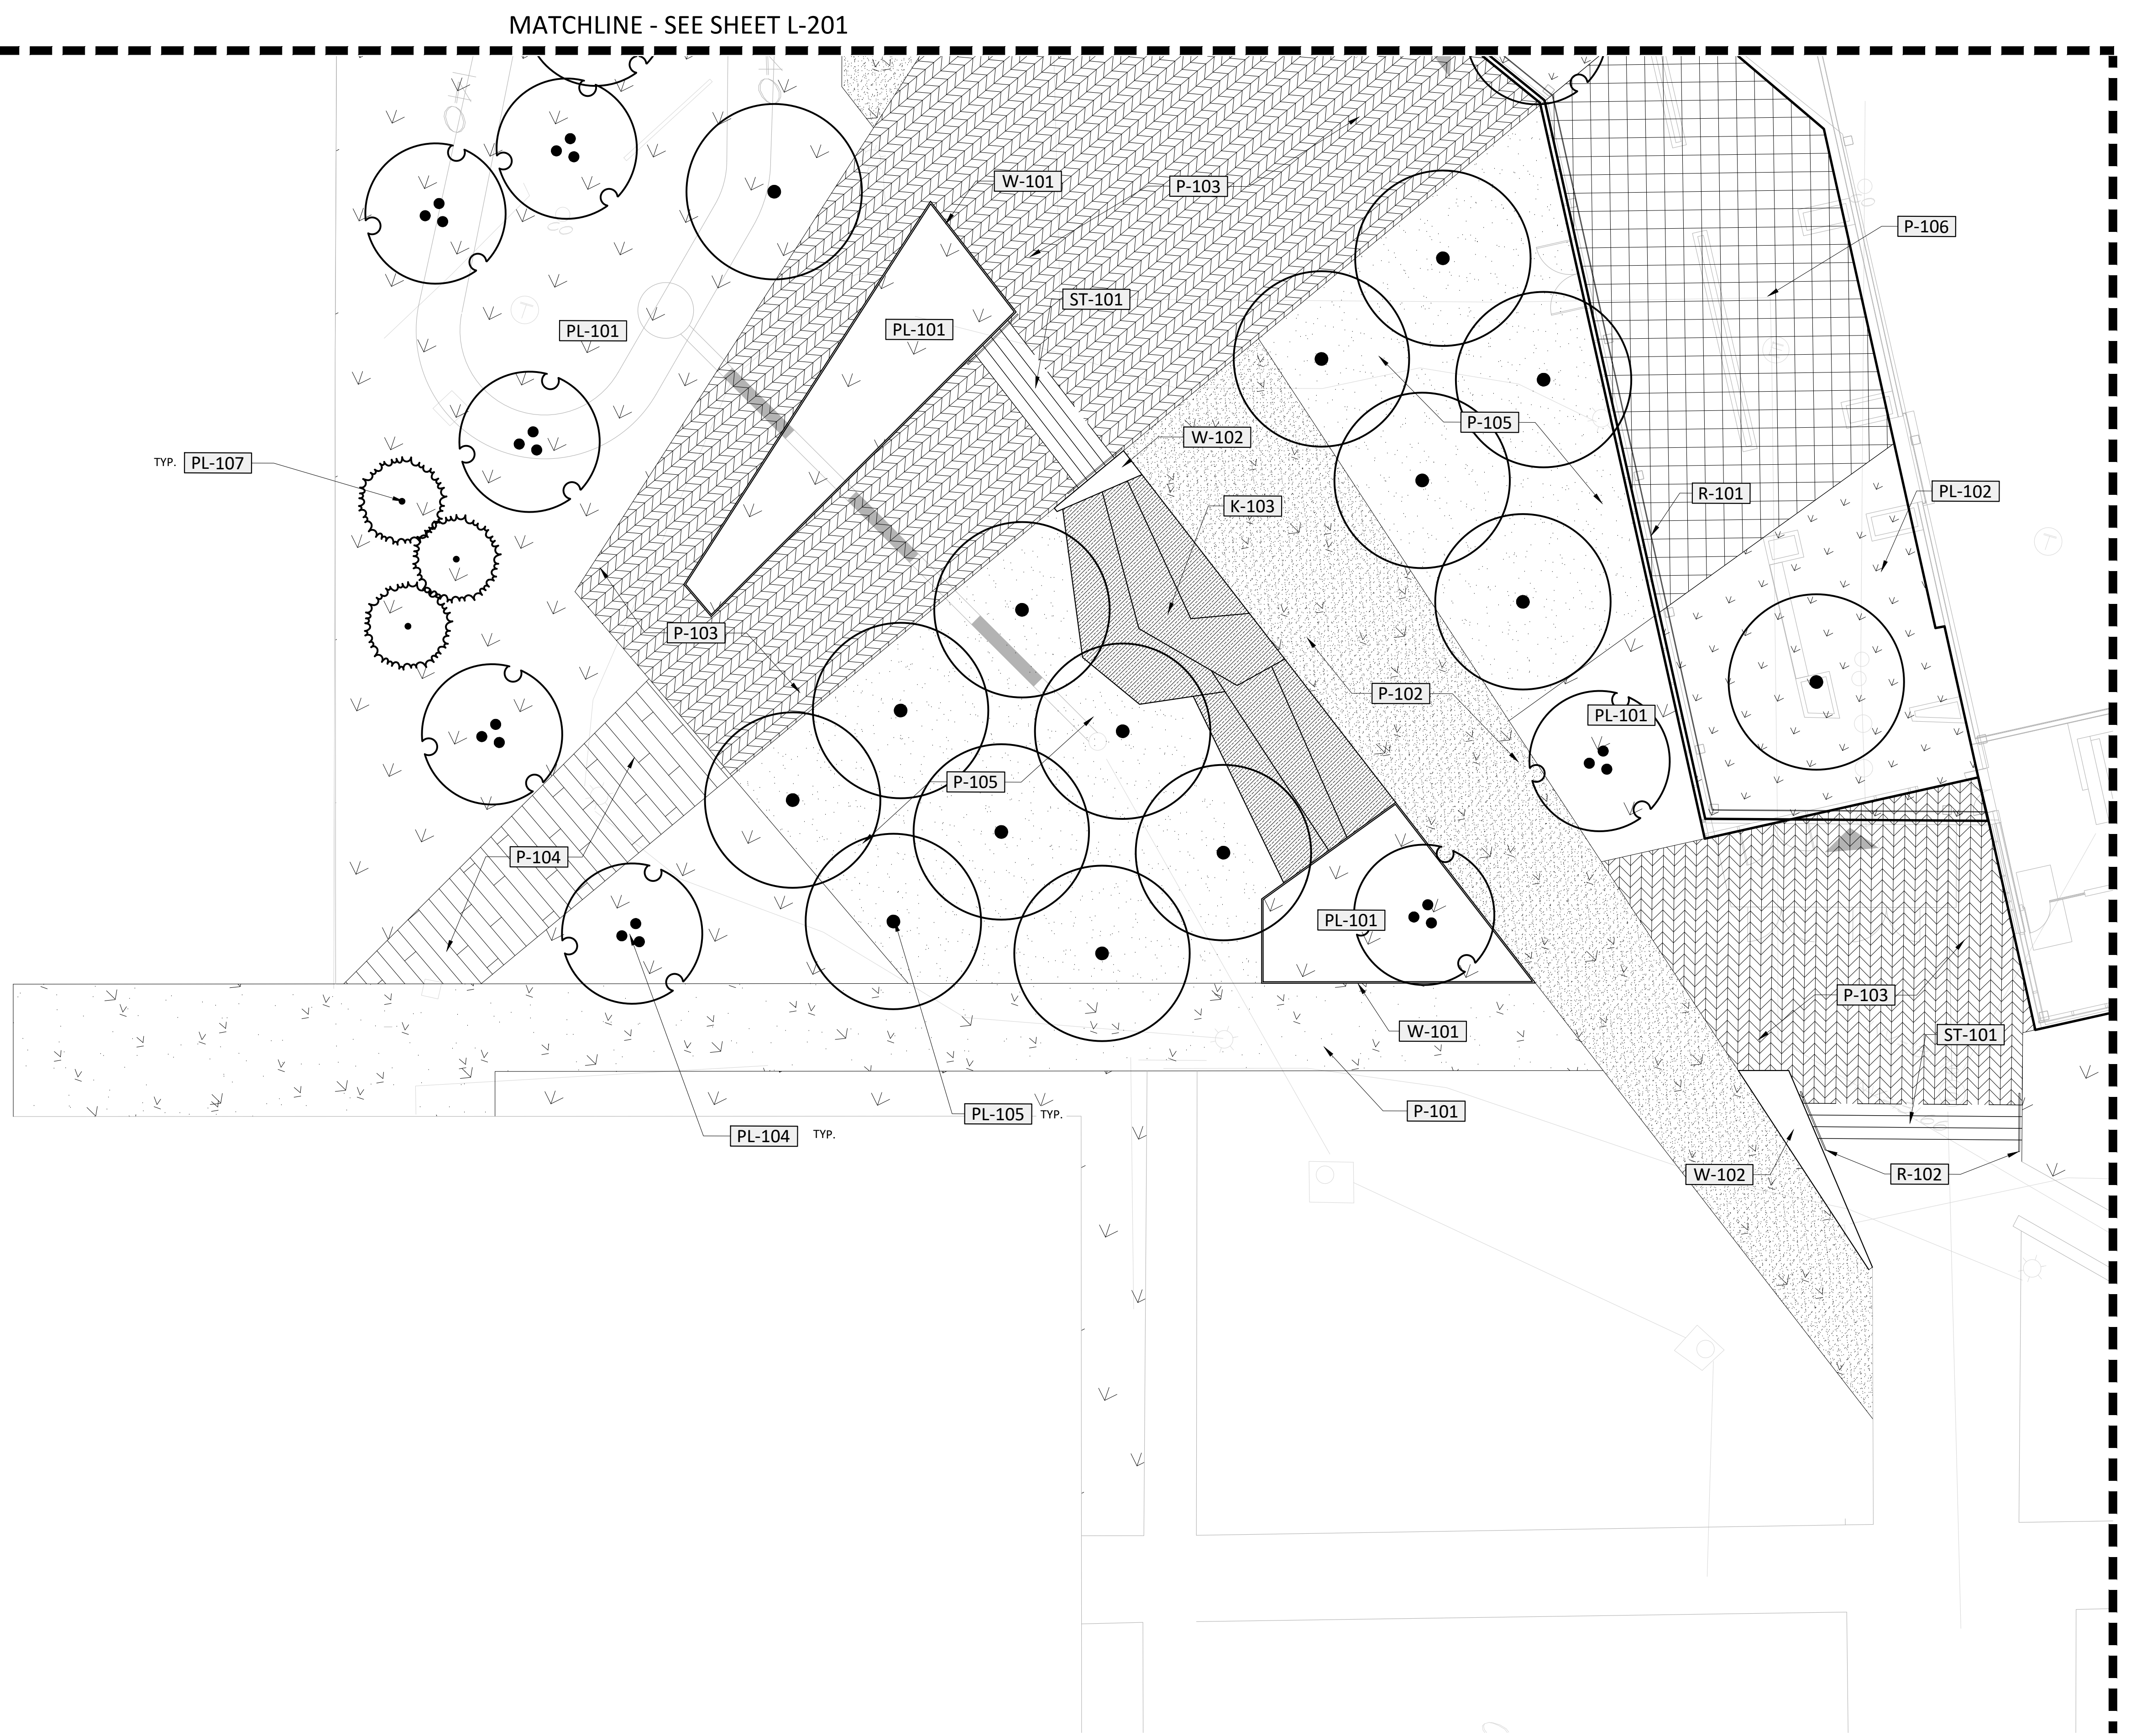 MATCHLINE - SEE SHEET L-201
W-101
P-103
P-106
ST-101
PL-101
PL-101
P-105
W-102
TYP. PL-107
R-101
PL-102
K-103
P-103
P-102
PL-101
P-105
P-104
PL-101
P-103
W-101
ST-101
PL-105 TYP.
P-101
PL-104 TYP.
W-102
R-102